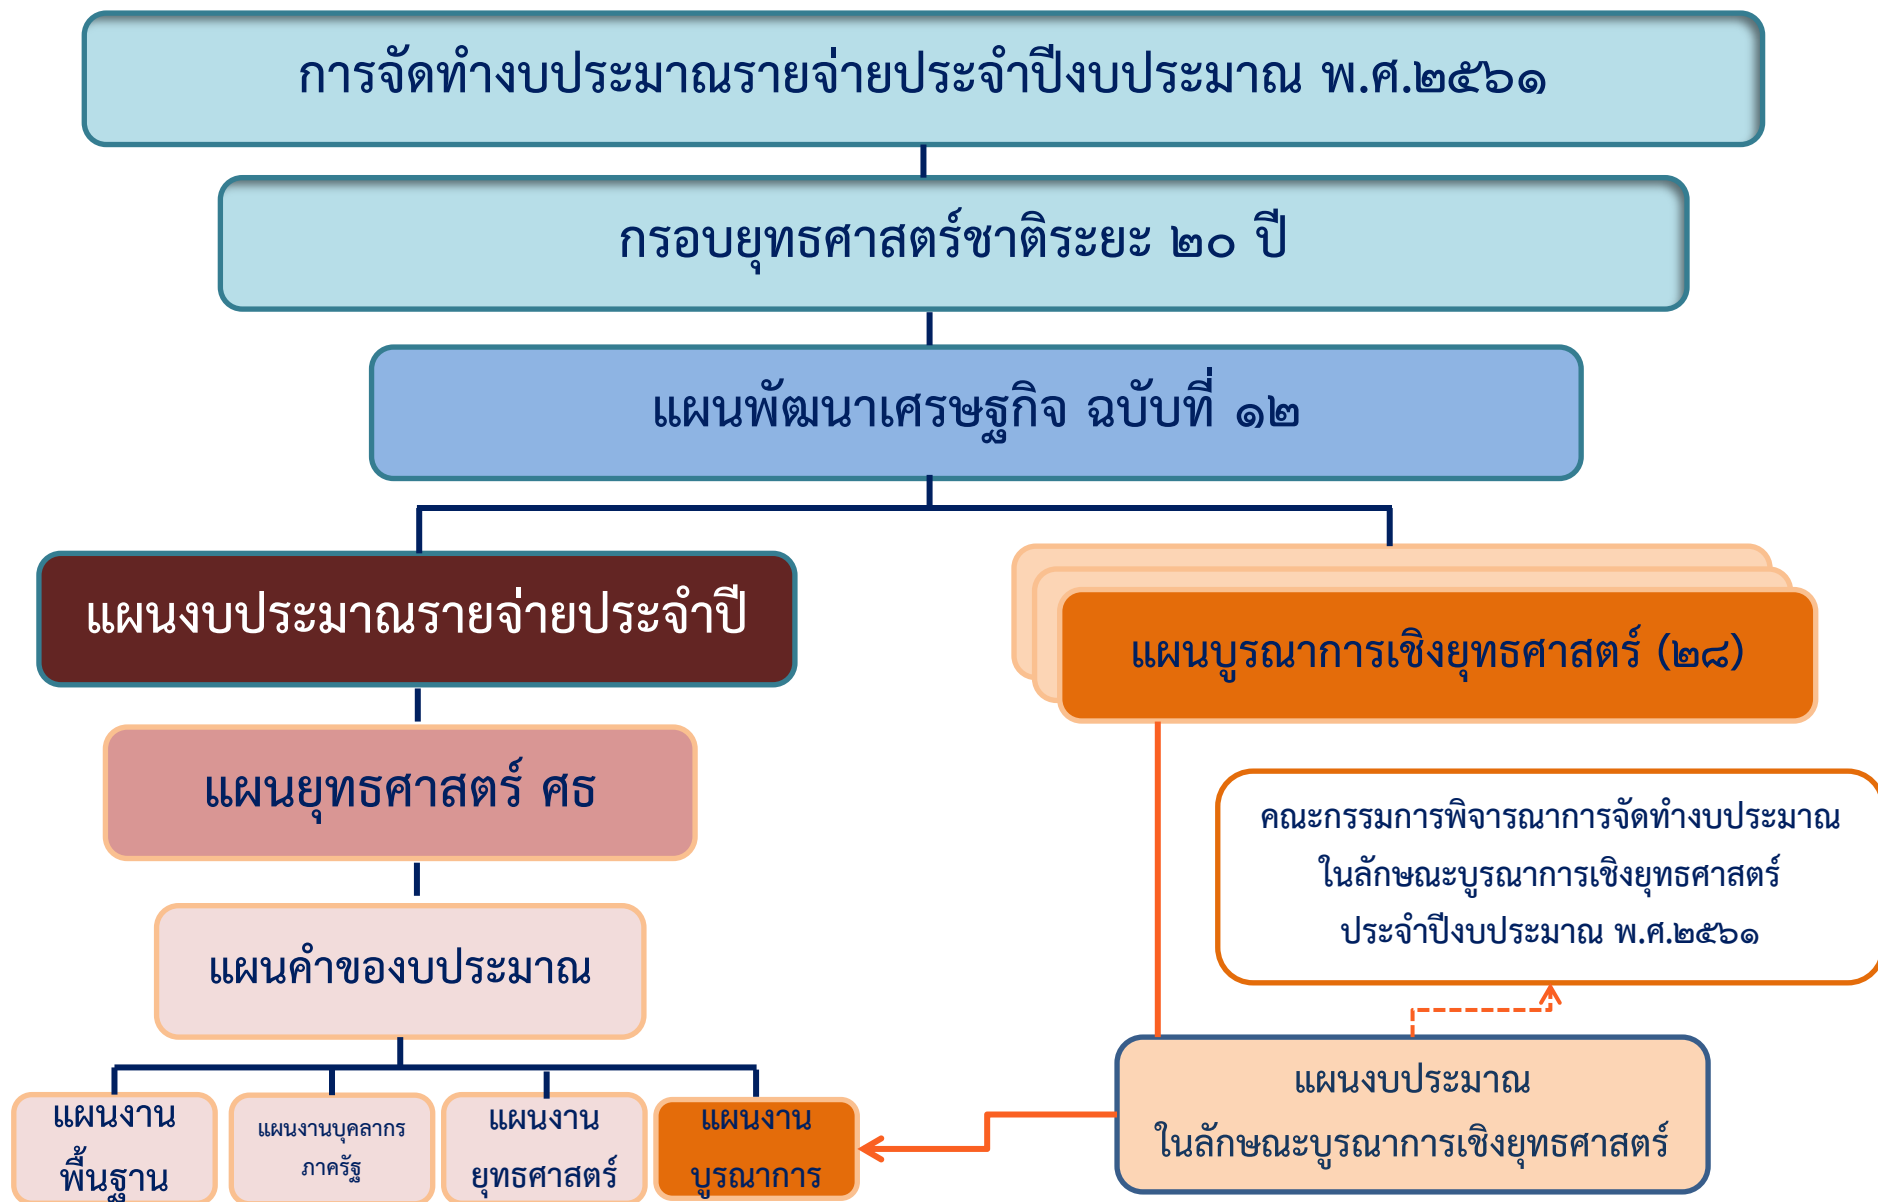 การจัดทำงบประมาณรายจ่ายประจำปีงบประมาณ พ.ศ.๒๕๖๑
กรอบยุทธศาสตร์ชาติระยะ ๒๐ ปี
แผนพัฒนาเศรษฐกิจ ฉบับที่ ๑๒
แผนงบประมาณรายจ่ายประจำปี
แผนบูรณาการเชิงยุทธศาสตร์ (๒๘)
แผนยุทธศาสตร์ ศธ
คณะกรรมการพิจารณาการจัดทำงบประมาณ
ในลักษณะบูรณาการเชิงยุทธศาสตร์
ประจำปีงบประมาณ พ.ศ.๒๕๖๑
แผนคำของบประมาณ
แผนงบประมาณ
ในลักษณะบูรณาการเชิงยุทธศาสตร์
แผนงาน
พื้นฐาน
แผนงานบุคลากร
ภาครัฐ
แผนงาน
ยุทธศาสตร์
แผนงาน
บูรณาการ